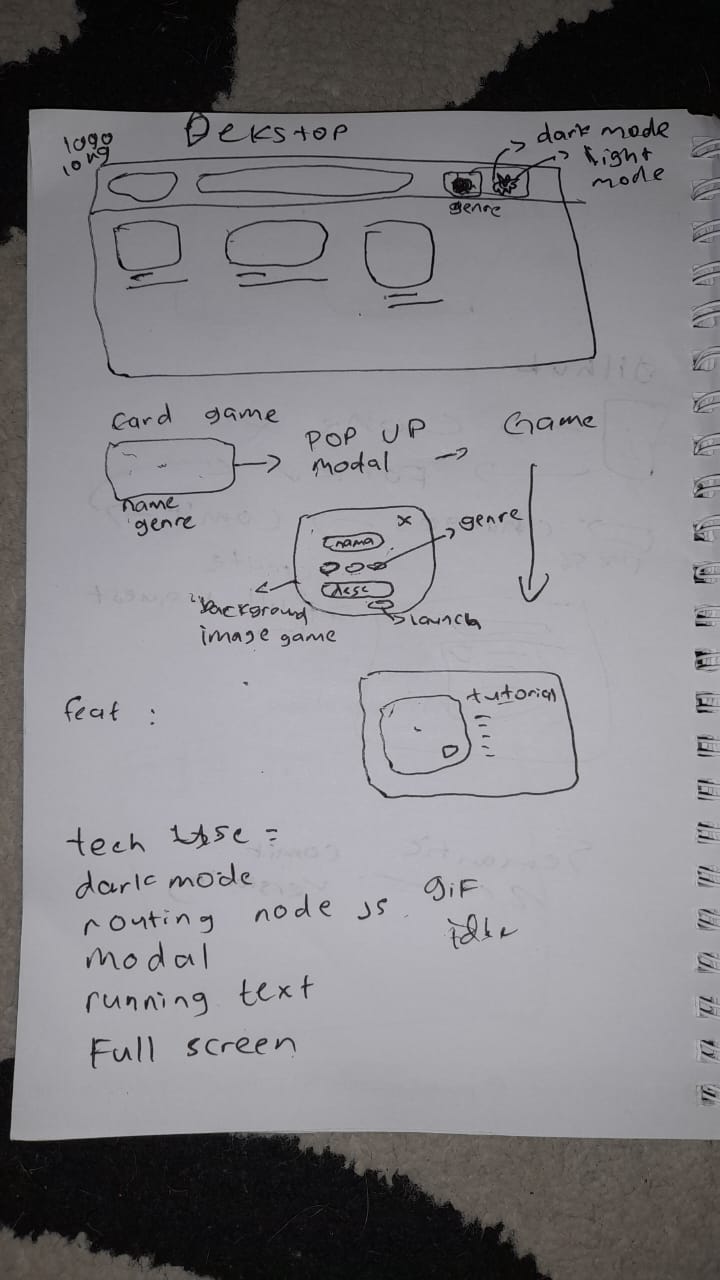 logo
long
Dekstop
dark mode
light
mode
genre
Card game
name
genre
POP UP
modal
Game
x
nama
genre
desc
launch
background
image game
feat :
tutorial
tech use =
dark mode
routing node js
gif
modal
running text
Full screen